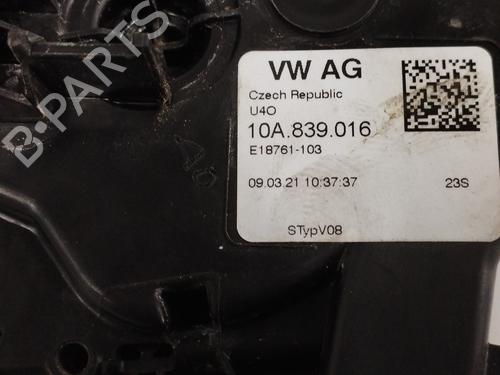 B-PARTS
VW AG
Czech Republic
U4O
10A.839.016
E18761-103
09.03.21 10:37:37 23S
STypV08